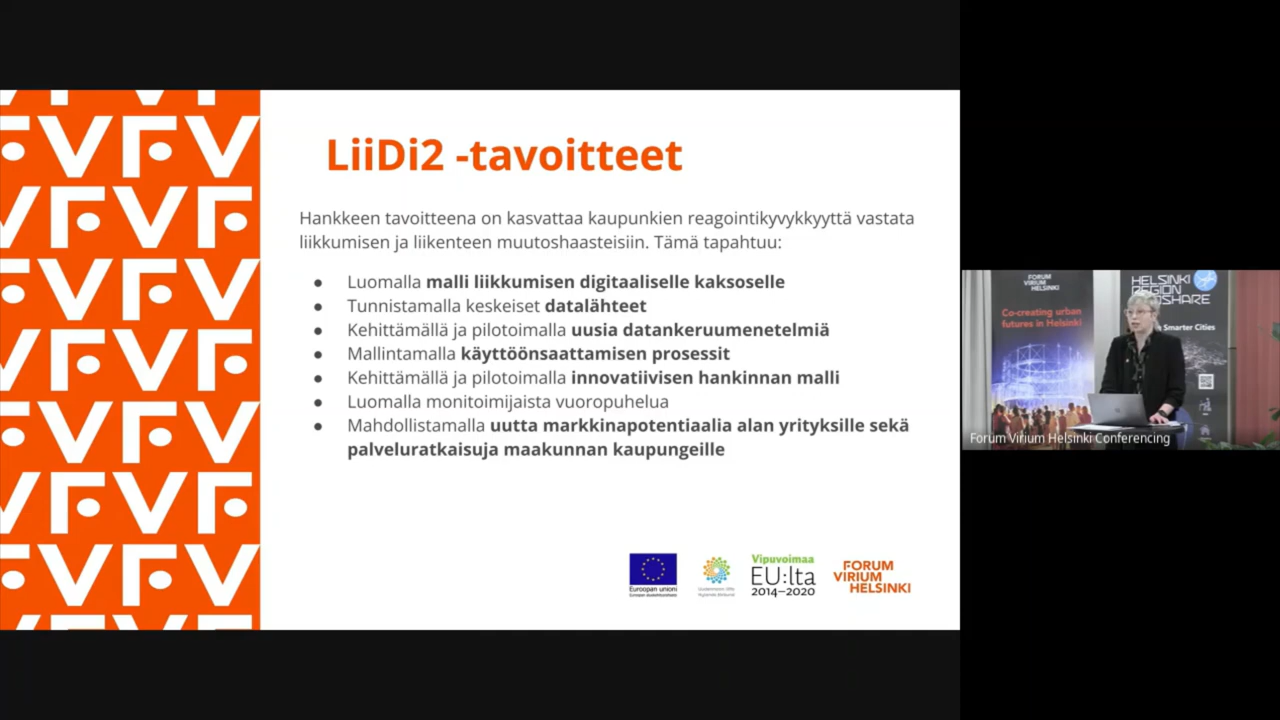 LiiDi2 -tavoitteet
Hankkeen tavoitteena on kasvattaa kaupunkien reagointikyvykkyyttä vastata
liikkumisen ja liikenteen muutoshaasteisiin. Tämä tapahtuu:
● Luomalla malli liikkumisen digitaaliselle kaksoselle
● Tunnistamalla keskeiset datalähteet
● Kehittämällä ja pilotoimalla uusia datankeruumenetelmiä
● Mallintamalla käyttöönsaattamisen prosessit
● Kehittämällä ja pilotoimalla innovatiivisen hankinnan malli
● Luomalla monitoimijaista vuoropuhelua
● Mahdollistamalla uutta markkinapotentiaalia alan yrityksille sekä
palveluratkaisuja maakunnan kaupungeille
Euroopan unioni
Vipuvoimaa
EU:lta
2014–2020
FORUM
VIRIUM
HELSINKI
FORUM
VIRIUM
HELSINKI
Co-creating urban
futures in Helsinki
HELSINKI
REGION
SHARE
Smarter Cities
Forum Virium Helsinki Conferencing